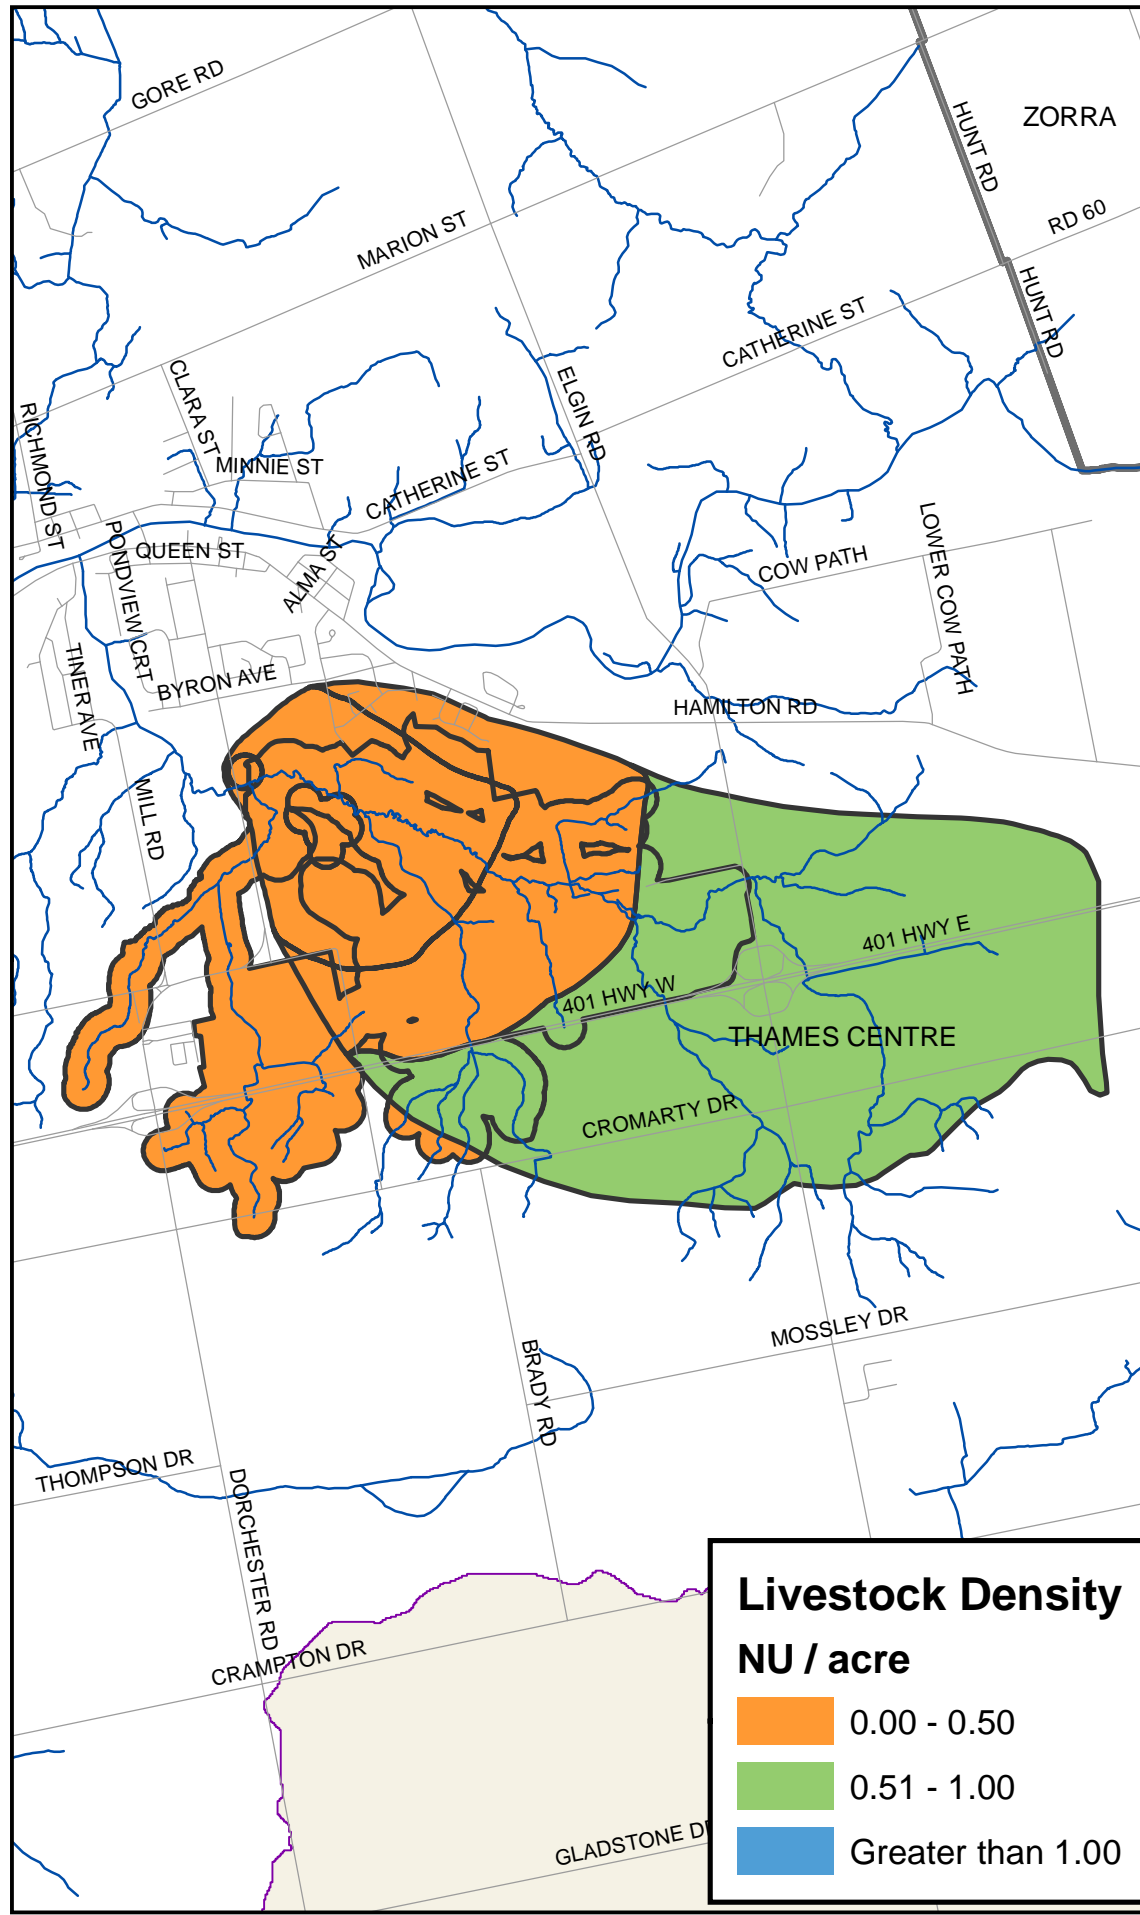 GORE RD
ZORRA
HUNT RD
RD 60
MARION ST
HUNT RD
CATHERINE ST
CLARA ST
ELGIN RD
RICHMOND ST
MINNIE ST
CATHERINE ST
LOWER COW PATH
PONDVIEW CRT
QUEEN ST
ALMA ST
COW PATH
TINER AVE
BYRON AVE
HAMILTON RD
MILL RD
401 HWY E
401 HWY W
THAMES CENTRE
CROMARTY DR
MOSSLEY DR
BRADY RD
THOMPSON DR
DORCHESTER RD
CRAMPTON DR
GLADSTONE DR
Livestock Density
NU / acre
0.00 - 0.50
0.51 - 1.00
Greater than 1.00